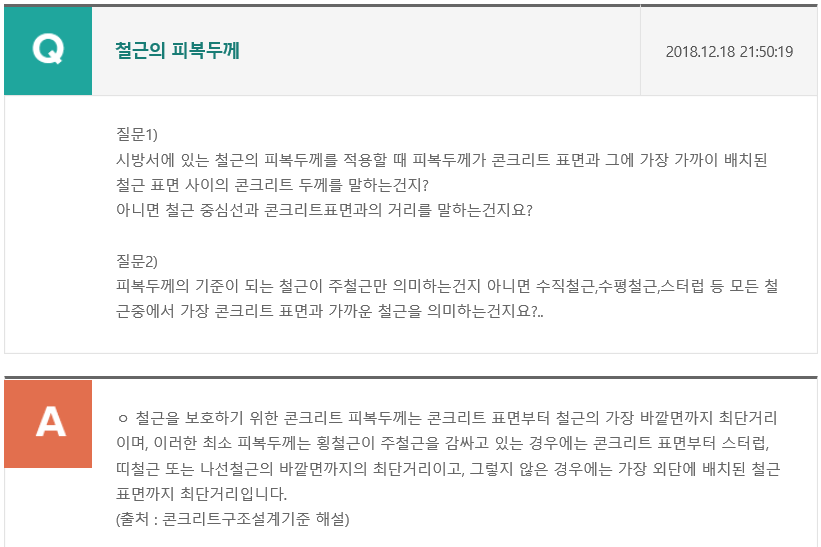 Q
철근의 피복두께
2018.12.18 21:50:19
질문1)
시방서에 있는 철근의 피복두께를 적용할 때 피복두께가 콘크리트 표면과 그에 가장 가까이 배치된
철근 표면 사이의 콘크리트 두께를 말하는건지?
아니면 철근 중심선과 콘크리트표면과의 거리를 말하는건지요?
질문2)
피복두께의 기준이 되는 철근이 주철근만 의미하는건지 아니면 수직철근,수평철근,스터럽 등 모든 철
근중에서 가장 콘크리트 표면과 가까운 철근을 의미하는건지요?..
A
ㅇ 철근을 보호하기 위한 콘크리트 피복두께는 콘크리트 표면부터 철근의 가장 바깥면까지 최단거리
이며, 이러한 최소 피복두께는 횡철근이 주철근을 감싸고 있는 경우에는 콘크리트 표면부터 스터럽,
띠철근 또는 나선철근의 바깥면까지의 최단거리이고, 그렇지 않은 경우에는 가장 외단에 배치된 철근
표면까지 최단거리입니다.
(출처 : 콘크리트구조설계기준 해설)